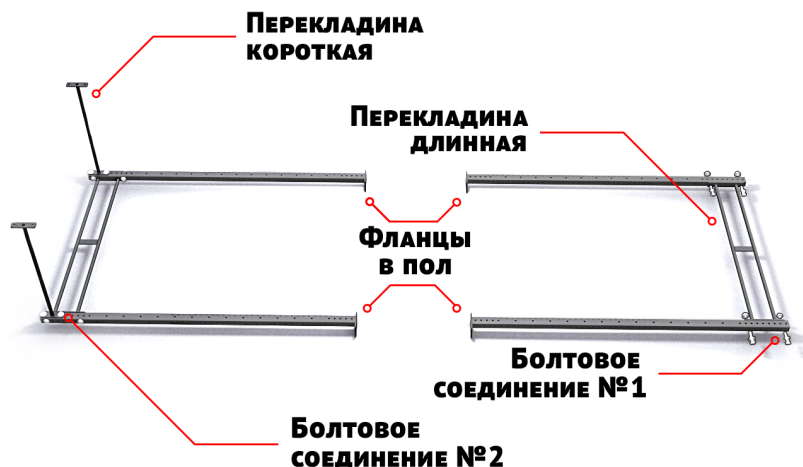 Перекладина
короткая
Перекладина
длинная
Фланцы
в пол
Болтовое
соединение №1
Болтовое
соединение №2